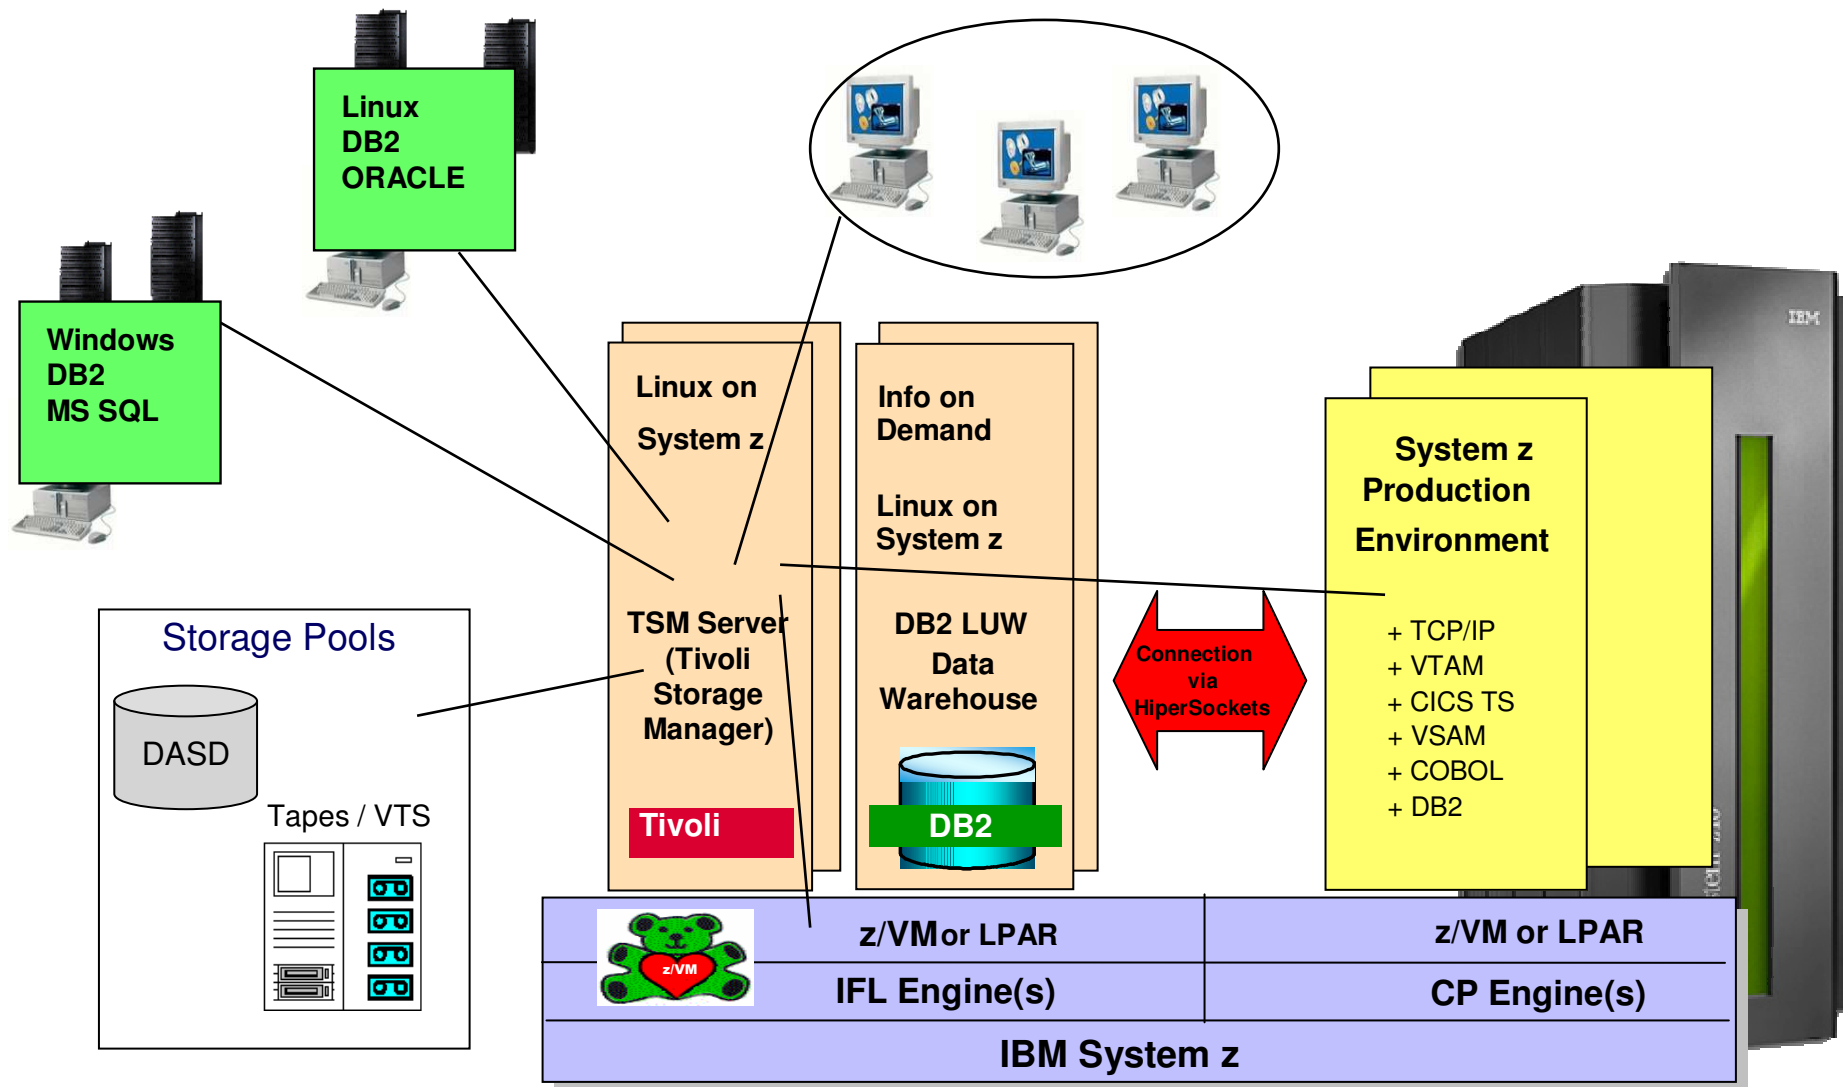 Linux
DB2
ORACLE
Windows
DB2
MS SQL
IBM
Linux on
System z
TSM Server
(Tivoli
Storage
Manager)
Tivoli
Info on
Demand
Linux on
System z
DB2 LUW
Data
Warehouse
DB2
Connection
via
HiperSockets
System z
Production
Environment
+ TCP/IP
+ VTAM
+ CICS TS
+ VSAM
+ COBOL
+ DB2
Storage Pools
DASD
Tapes / VTS
z/VM
z/VM or LPAR
z/VM or LPAR
IFL Engine(s)
CP Engine(s)
IBM System z